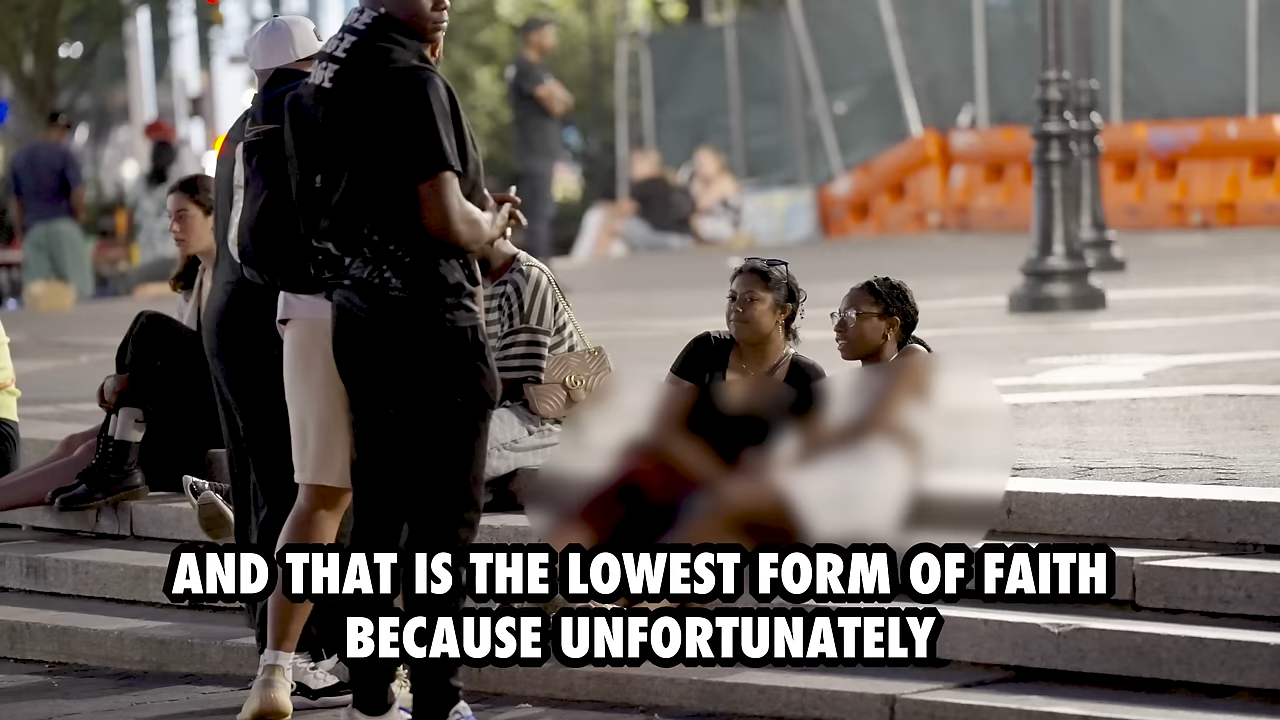 AND THAT IS THE LOWEST FORM OF FAITH
BECAUSE UNFORTUNATELY